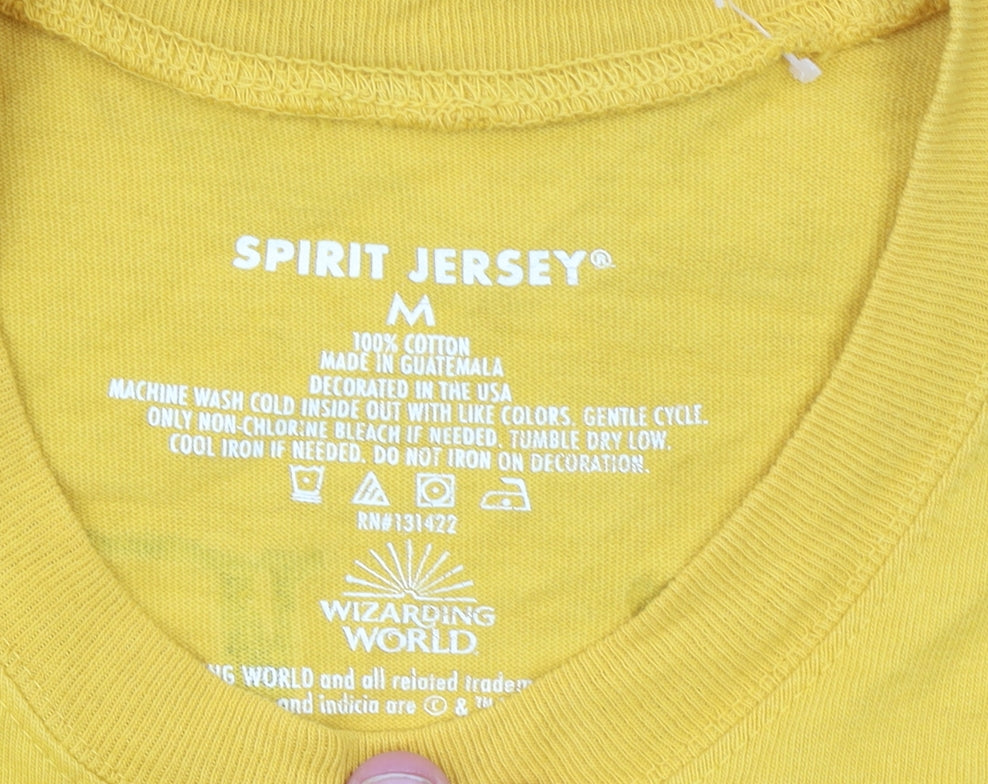 SPIRIT JERSEY®
M
100% COTTON
MADE IN GUATEMALA
DECORATED IN THE USA
MACHINE WASH COLD INSIDE OUT WITH LIKE COLORS. GENTLE CYCLE.
ONLY NON-CHLORINE BLEACH IF NEEDED. TUMBLE DRY LOW.
COOL IRON IF NEEDED. DO NOT IRON ON DECORATION.
RN#131422
WIZARDING
WORLD
WORLD and all related
and indicia are © & ™